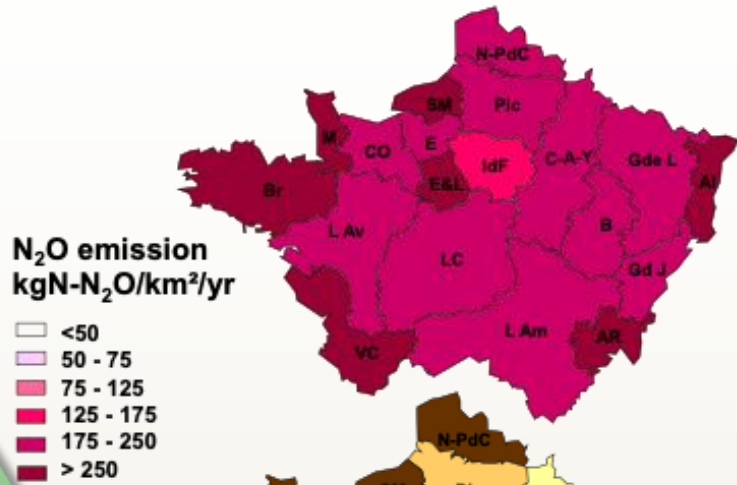 N-PdC
SM
Pic
M
CO
E
IdF
C-A-Y
Gde L
Al
Br
E&L
L Av
B
LC
Gd J
L Am
AR
VC
N₂O emission
kgN-N₂O/km²/yr
<50
50 - 75
75 - 125
125 - 175
175 - 250
> 250
N-PdC